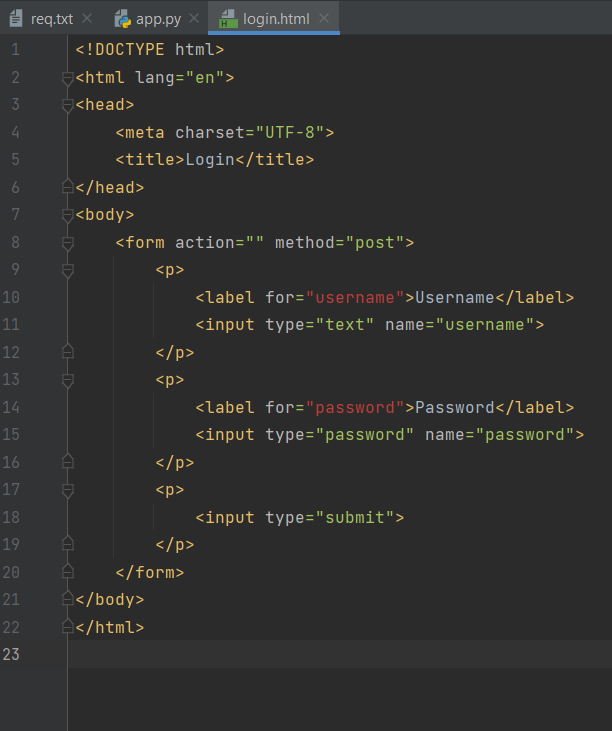 req.txt app.py login.html
1 <!DOCTYPE html>
2 <html lang="en">
3 <head>
4     <meta charset="UTF-8">
5     <title>Login</title>
6 </head>
7 <body>
8     <form action="" method="post">
9         <p>
10             <label for="username">Username</label>
11             <input type="text" name="username">
12         </p>
13         <p>
14             <label for="password">Password</label>
15             <input type="password" name="password">
16         </p>
17         <p>
18             <input type="submit">
19         </p>
20     </form>
21 </body>
22 </html>
23